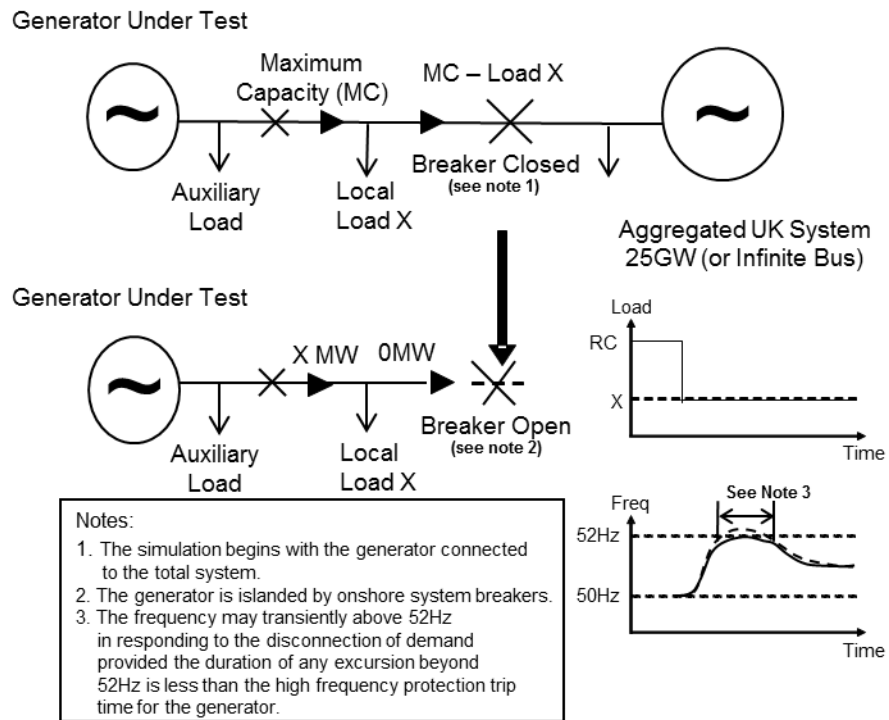 Generator Under Test
Maximum
Capacity (MC)
MC – Load X
~
~
Auxiliary
Load
Local
Load X
Breaker Closed
(see note 1)
Aggregated UK System
25GW (or Infinite Bus)
Generator Under Test
~
X MW
0MW
Auxiliary
Load
Local
Load X
Breaker Open
(see note 2)
Load
RC
X
Time
Freq
See Note 3
52Hz
50Hz
Time
Notes:
1. The simulation begins with the generator connected
to the total system.
2. The generator is islanded by onshore system breakers.
3. The frequency may transiently above 52Hz
in responding to the disconnection of demand
provided the duration of any excursion beyond
52Hz is less than the high frequency protection trip
time for the generator.